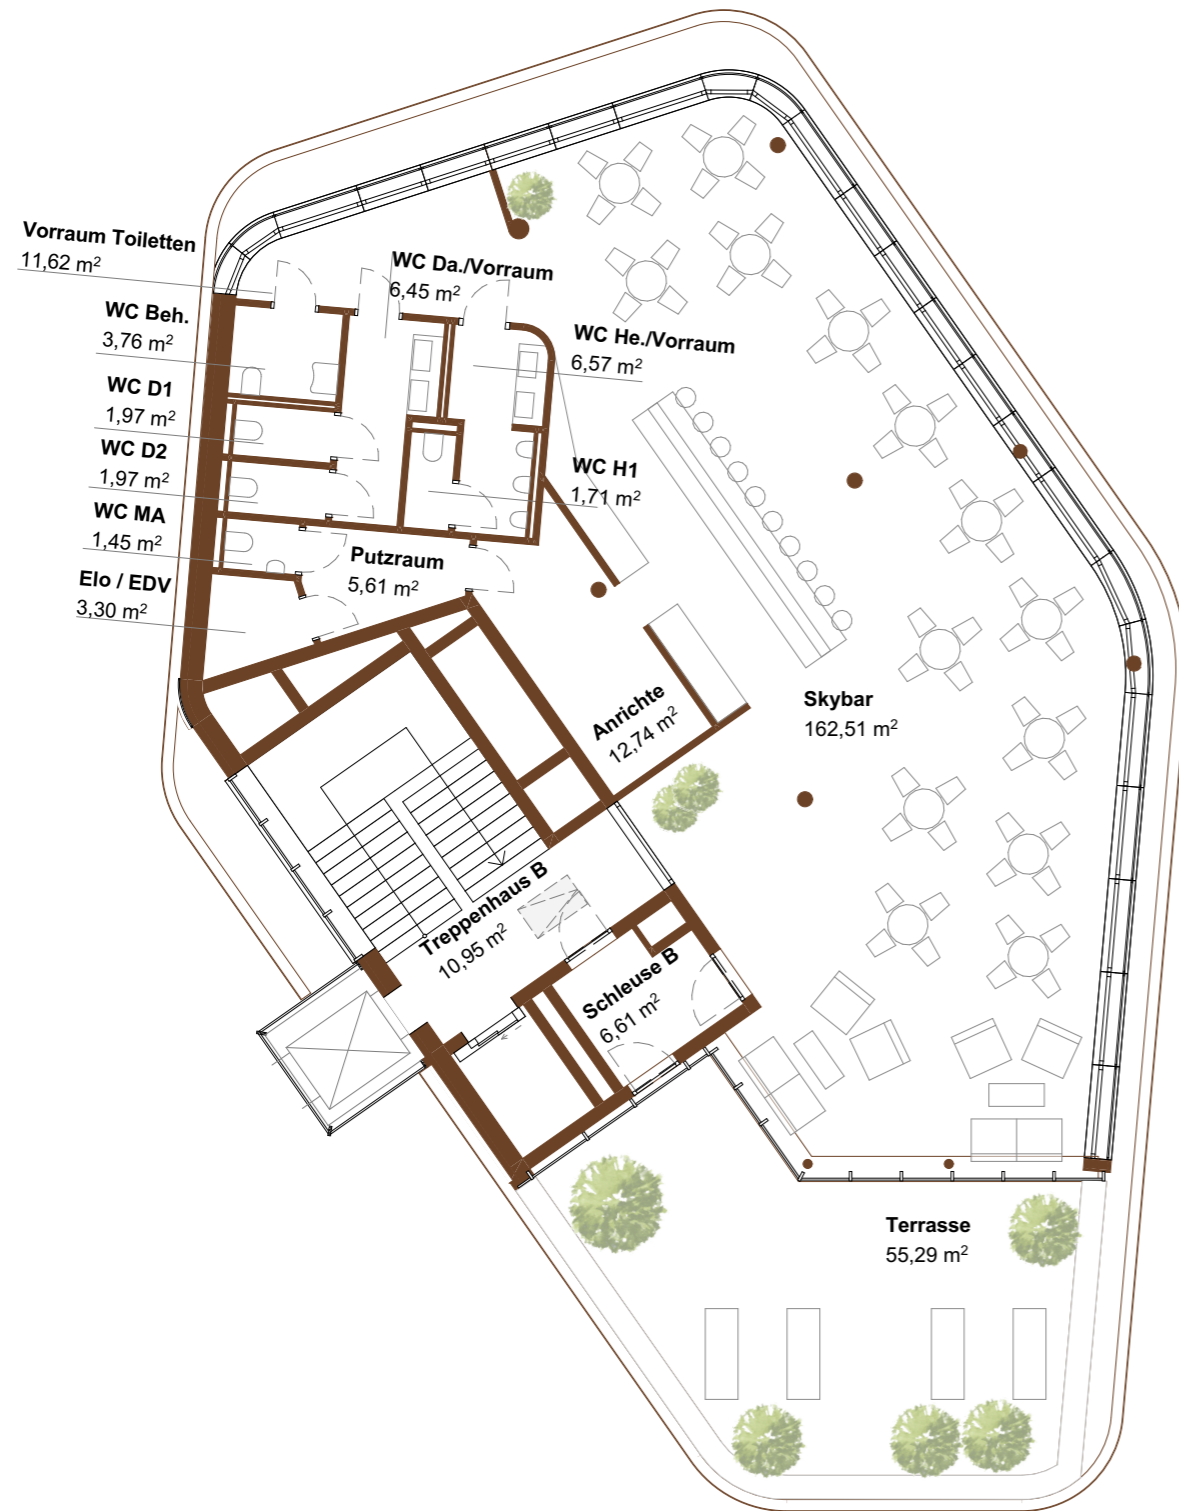 Vorraum Toiletten
11,62 m²
WC Da./Vorraum
6,45 m²
WC Beh.
3,76 m²
WC He./Vorraum
6,57 m²
WC D1
1,97 m²
WC D2
1,97 m²
WC H1
1,71 m²
WC MA
1,45 m²
Putzraum
5,61 m²
Elo / EDV
3,30 m²
Anrichte
12,74 m²
Skybar
162,51 m²
Treppenhaus B
10,95 m²
Schleuse B
6,61 m²
Terrasse
55,29 m²